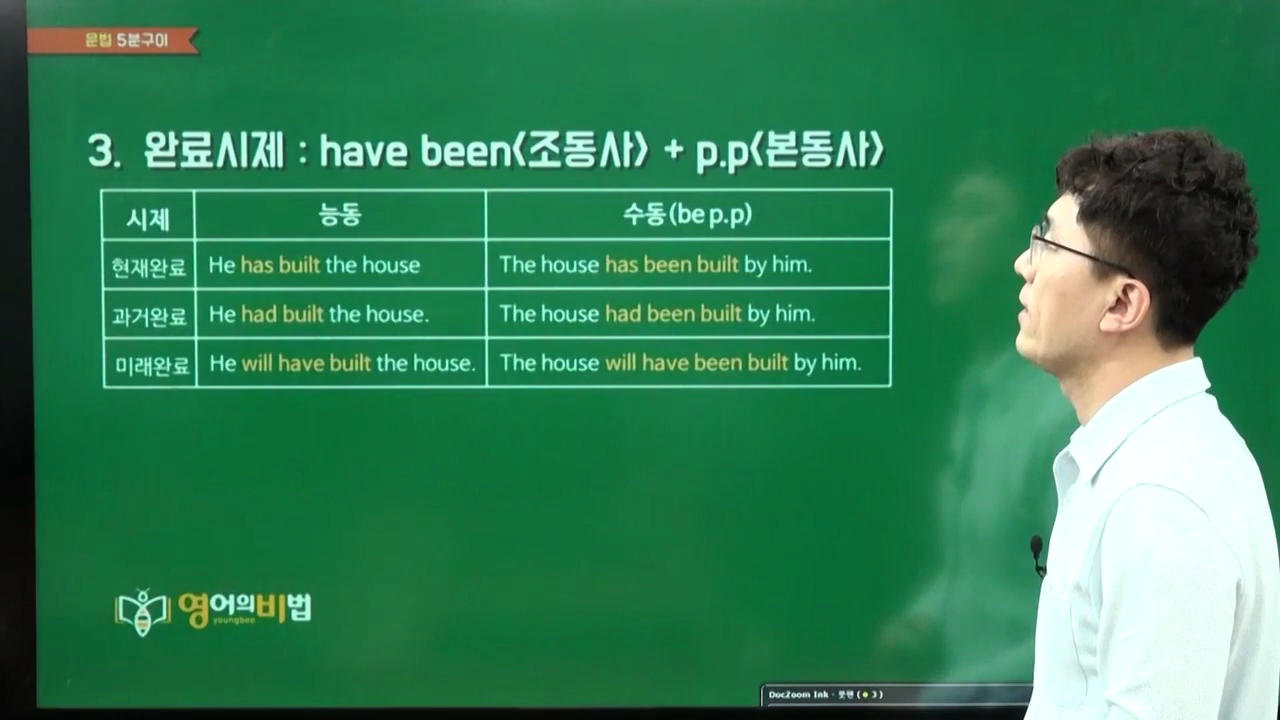 문법 5분구이
3. 완료시제 : have been<조동사> + p.p<본동사>
시제 능동 수동(be p.p)
현재완료 He has built the house The house has been built by him.
과거완료 He had built the house. The house had been built by him.
미래완료 He will have built the house. The house will have been built by him.
영어의비법
youngbee
DocZoom Ink - 붓펜 ( 3 )